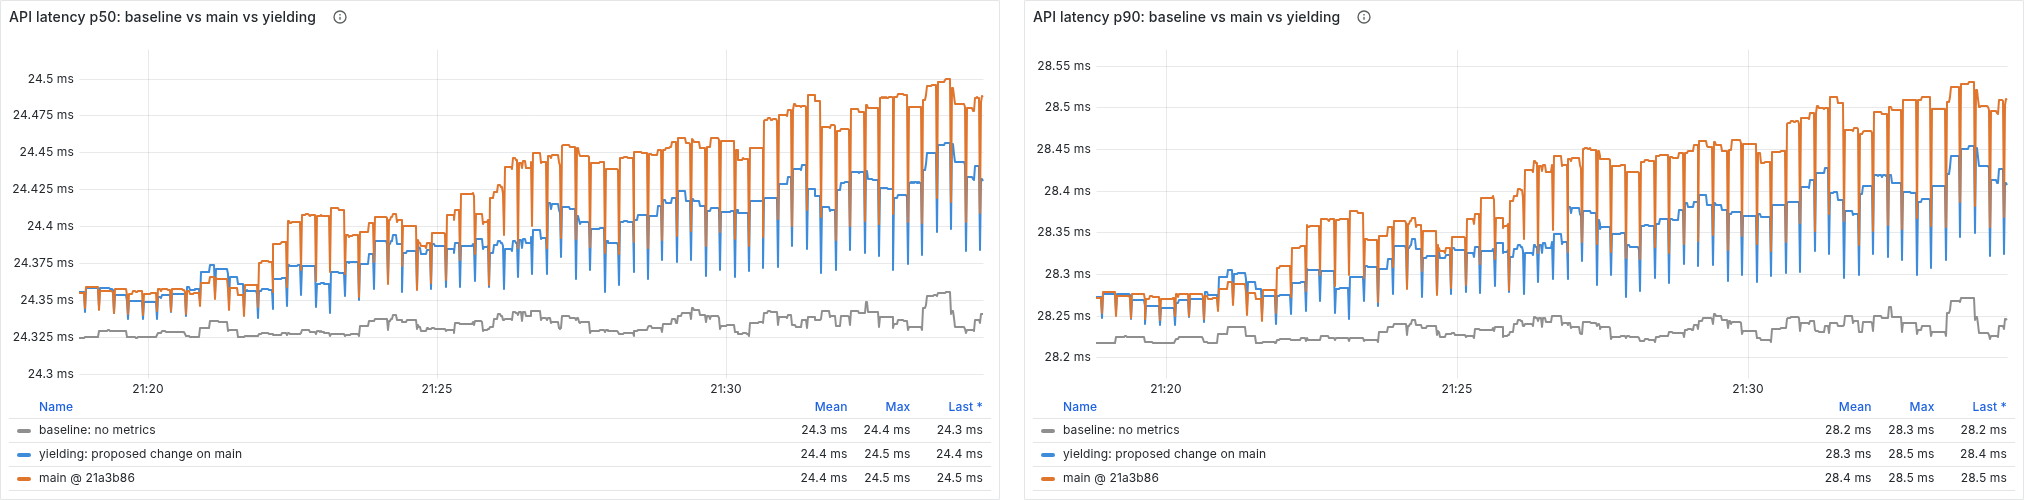 API latency p50: baseline vs main vs yielding
24.5 ms
24.475 ms
24.45 ms
24.425 ms
24.4 ms
24.375 ms
24.35 ms
24.325 ms
24.3 ms
21:20 21:25 21:30
Name Mean Max Last *
baseline: no metrics 24.3 ms 24.4 ms 24.3 ms
yielding: proposed change on main 24.4 ms 24.5 ms 24.4 ms
main @ 21a3b86 24.4 ms 24.5 ms 24.5 ms
API latency p90: baseline vs main vs yielding
28.55 ms
28.5 ms
28.45 ms
28.4 ms
28.35 ms
28.3 ms
28.25 ms
28.2 ms
21:20 21:25 21:30
Name Mean Max Last *
baseline: no metrics 28.2 ms 28.3 ms 28.2 ms
yielding: proposed change on main 28.3 ms 28.5 ms 28.4 ms
main @ 21a3b86 28.4 ms 28.5 ms 28.5 ms